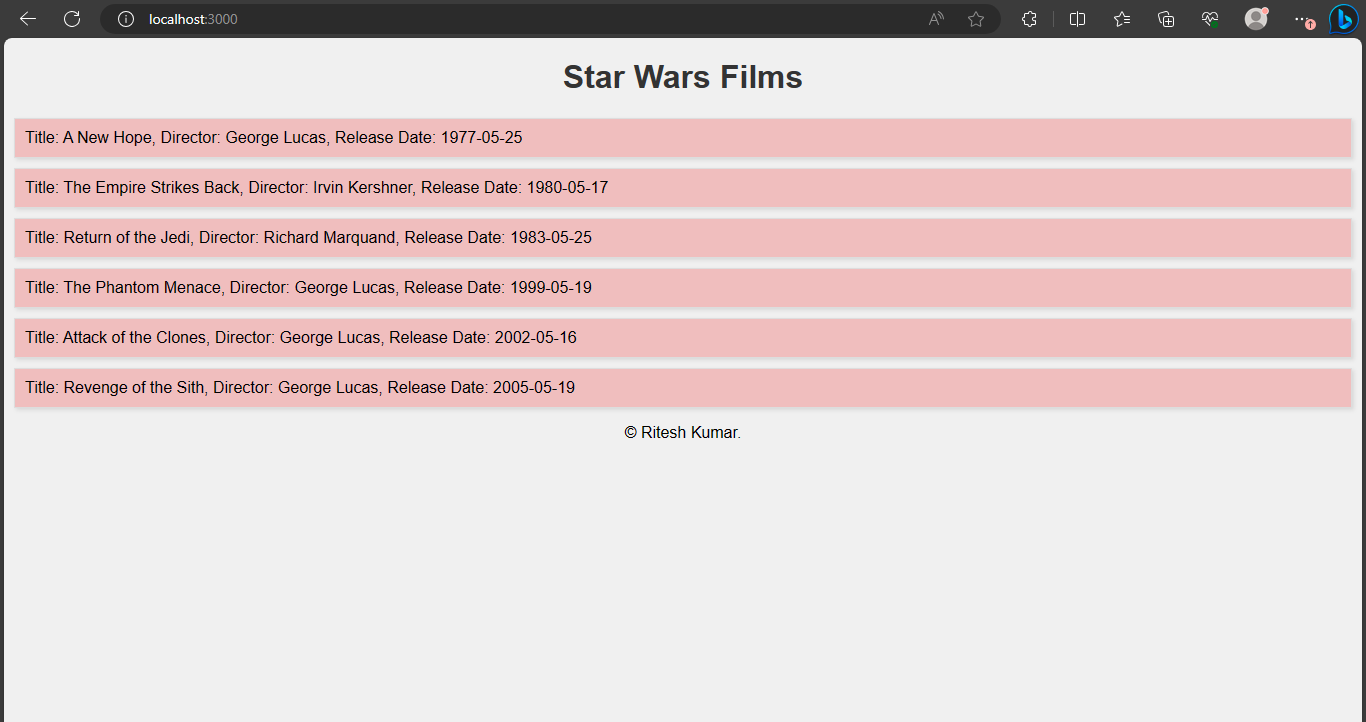 localhost:3000
Star Wars Films
Title: A New Hope, Director: George Lucas, Release Date: 1977-05-25
Title: The Empire Strikes Back, Director: Irvin Kershner, Release Date: 1980-05-17
Title: Return of the Jedi, Director: Richard Marquand, Release Date: 1983-05-25
Title: The Phantom Menace, Director: George Lucas, Release Date: 1999-05-19
Title: Attack of the Clones, Director: George Lucas, Release Date: 2002-05-16
Title: Revenge of the Sith, Director: George Lucas, Release Date: 2005-05-19
© Ritesh Kumar.